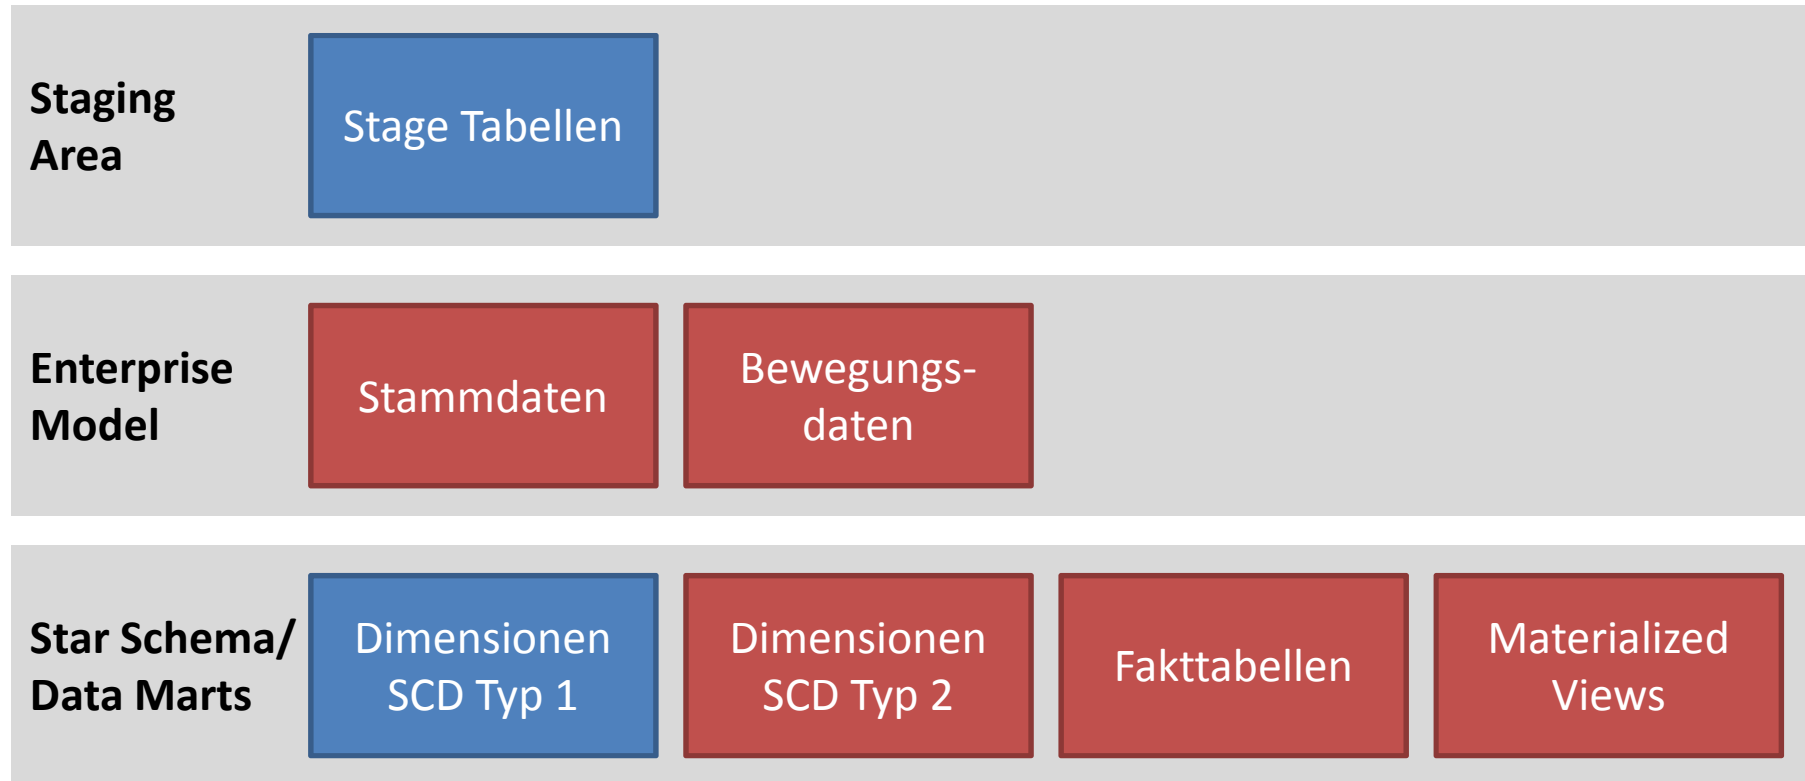 Staging
Area
Stage Tabellen
Enterprise
Model
Stammdaten
Bewegungs-
daten
Star Schema/
Data Marts
Dimensionen
SCD Typ 1
Dimensionen
SCD Typ 2
Fakttabellen
Materialized
Views